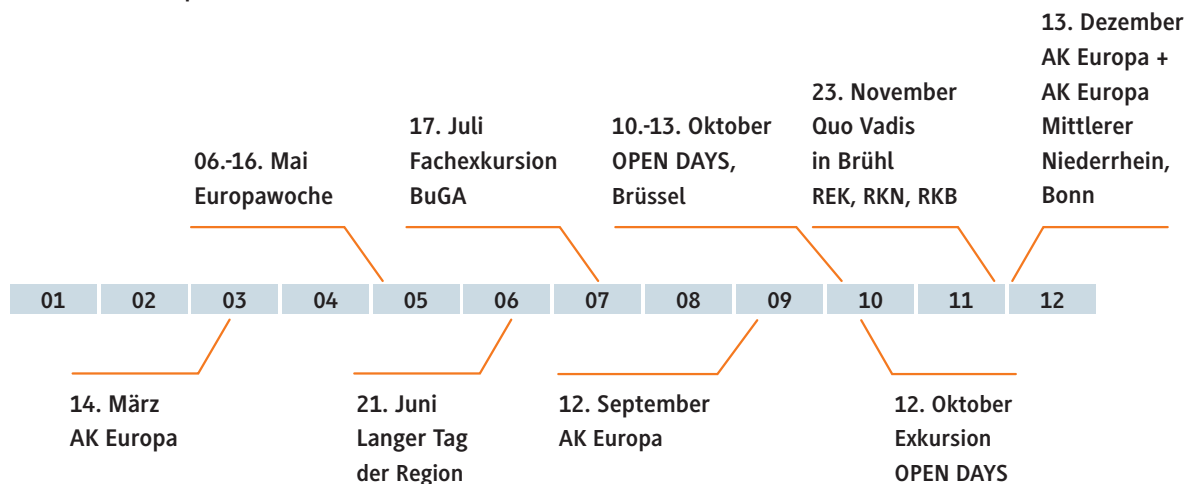 13. Dezember
AK Europa +
AK Europa
Mittlerer
Niederrhein,
Bonn
23. November
Quo Vadis
in Brühl
REK, RKN, RKB
10.-13. Oktober
OPEN DAYS,
Brüssel
17. Juli
Fachexkursion
BuGA
06.-16. Mai
Europawoche
01 02 03 04 05 06 07 08 09 10 11 12
14. März
AK Europa
21. Juni
Langer Tag
der Region
12. September
AK Europa
12. Oktober
Exkursion
OPEN DAYS